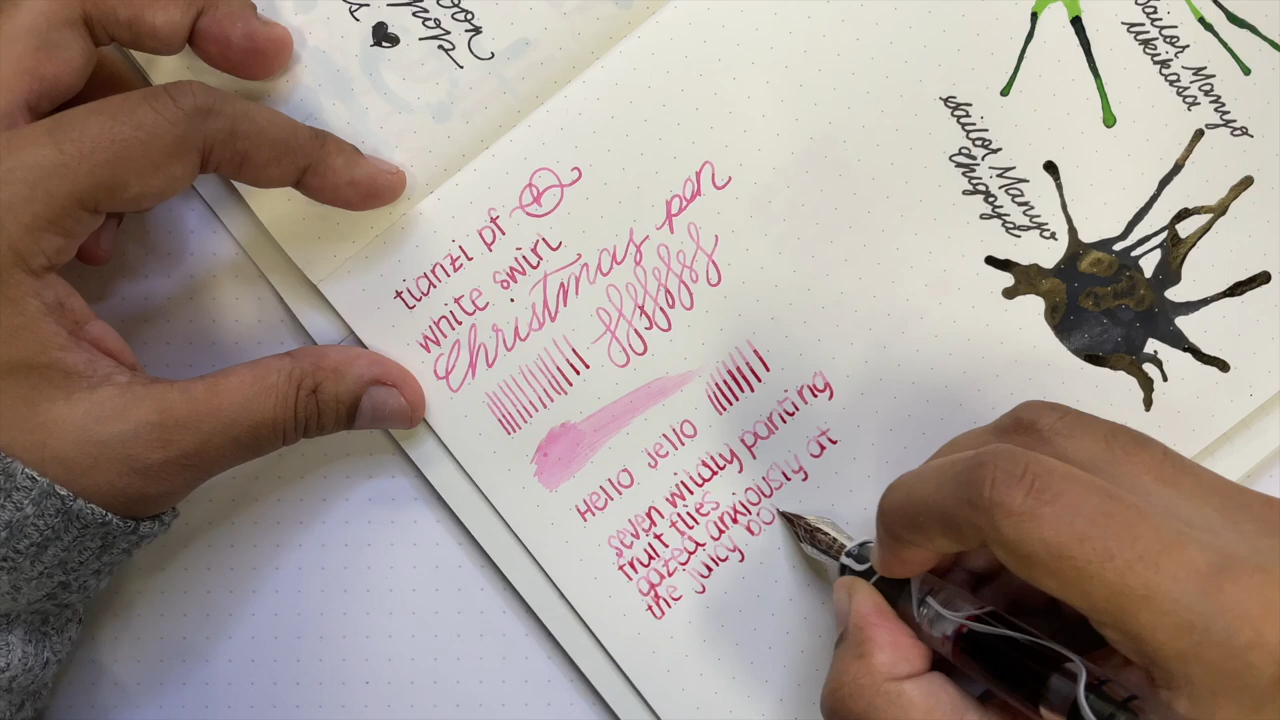 pop
tianzi pf B
white swirl
Christmas pen
Hello Jello
seven wildly panting
fruit flies
gazed anxiously at
the juicy bo
Sailor Manyo
Ukikusa
Sailor Manyo
Chigaya